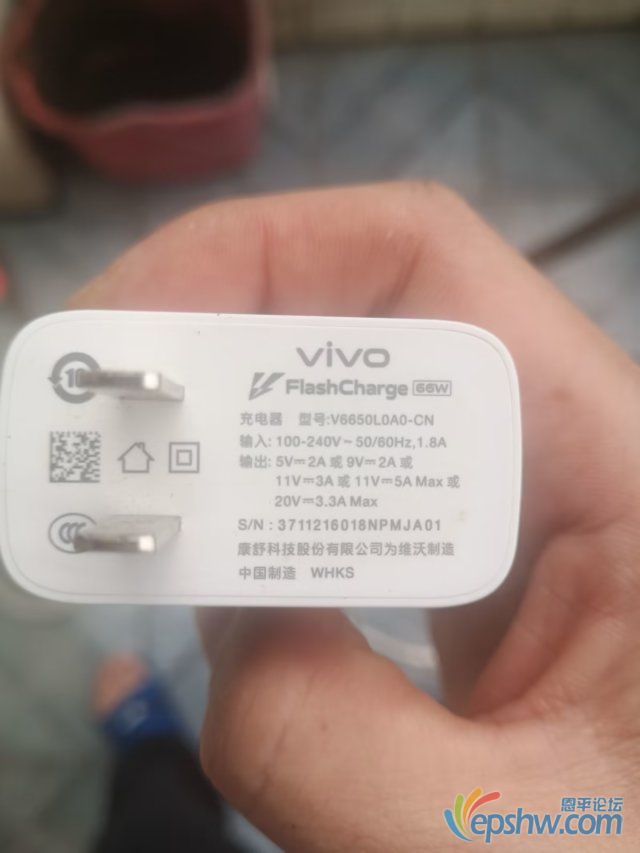 vivo
FlashCharge 66W
充电器 型号:V6650L0A0-CN
输入: 100-240V~50/60Hz,1.8A
输出: 5V⎓2A 或 9V⎓2A 或
11V⎓3A 或 11V⎓5A Max 或
20V⎓3.3A Max
S/N : 3711216018NPMJA01
康舒科技股份有限公司为维沃制造
中国制造 WHKS
10
恩平论坛
epshw.com